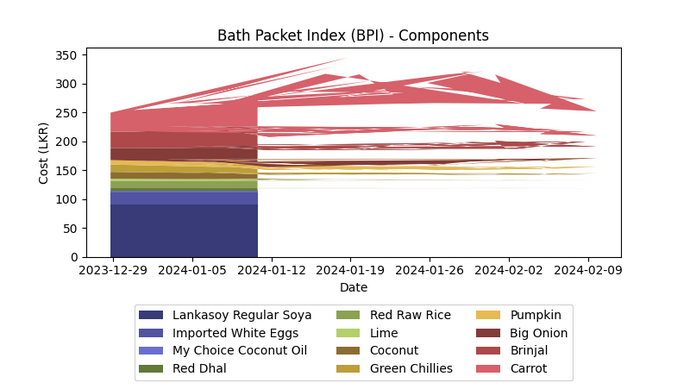 Bath Packet Index (BPI) - Components
Cost (LKR)
350
300
250
200
150
100
50
0
2023-12-29 2024-01-05 2024-01-12 2024-01-19 2024-01-26 2024-02-02 2024-02-09
Date
Lankasoy Regular Soya Red Raw Rice Pumpkin
Imported White Eggs Lime Big Onion
My Choice Coconut Oil Coconut Brinjal
Red Dhal Green Chillies Carrot